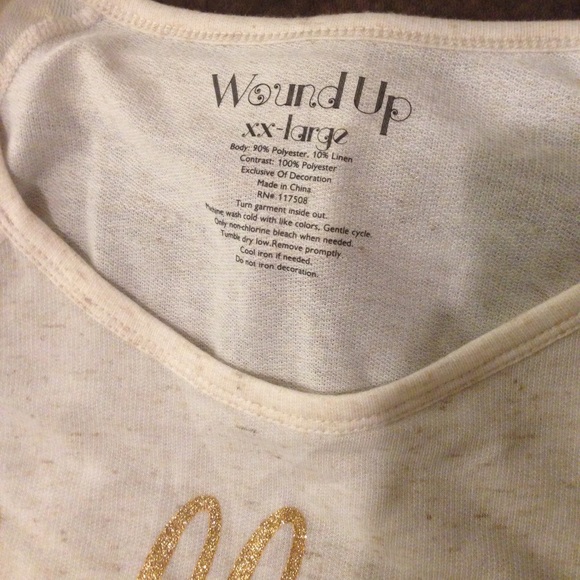 Wound Up
xx-large
Body: 90% Polyester, 10% Linen
Contrast: 100% Polyester
Exclusive Of Decoration
Made in China
RN# 117508
Turn garment inside out.
Machine wash cold with like colors, Gentle cycle.
Only non-chlorine bleach when needed.
Tumble dry low. Remove promptly
Cool iron if needed.
Do not iron decoration.